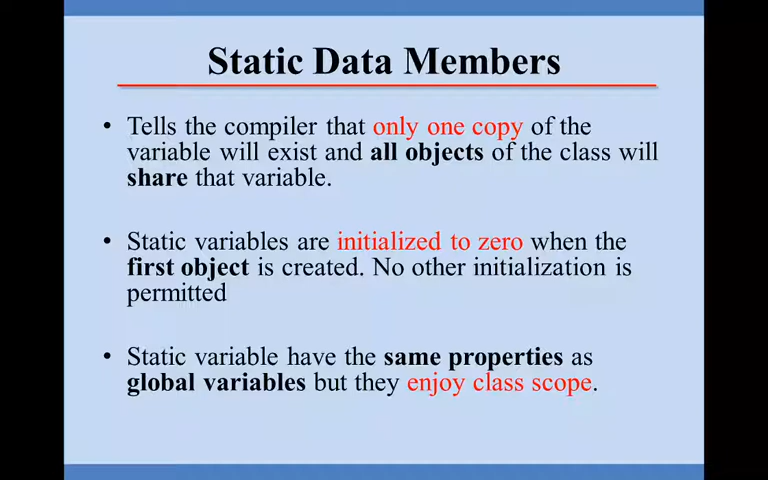 Static Data Members
• Tells the compiler that only one copy of the
variable will exist and all objects of the class will
share that variable.
• Static variables are initialized to zero when the
first object is created. No other initialization is
permitted
• Static variable have the same properties as
global variables but they enjoy class scope.